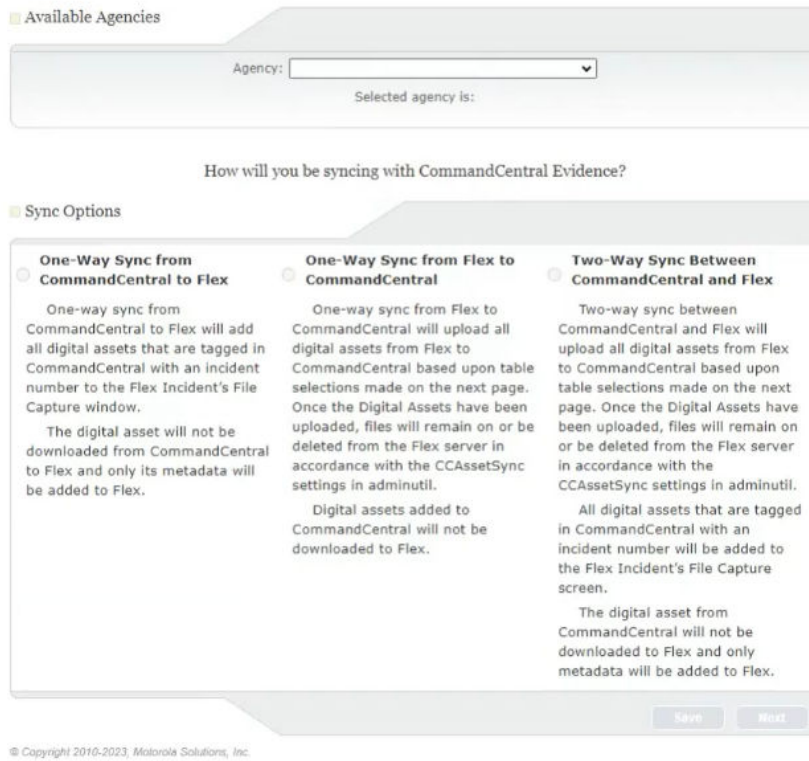 Available Agencies
Agency:
Selected agency is:
How will you be syncing with CommandCentral Evidence?
Sync Options
One-Way Sync from
CommandCentral to Flex
One-way sync from
CommandCentral to Flex will add
all digital assets that are tagged in
CommandCentral with an incident
number to the Flex Incident's File
Capture window.
The digital asset will not be
downloaded from CommandCentral
to Flex and only its metadata will
be added to Flex.
One-Way Sync from Flex to
CommandCentral
One-way sync from Flex to
CommandCentral will upload all
digital assets from Flex to
CommandCentral based upon table
selections made on the next page.
Once the Digital Assets have been
uploaded, files will remain on or be
deleted from the Flex server in
accordance with the CCAssetSync
settings in adminutil.
Digital assets added to
CommandCentral will not be
downloaded to Flex.
Two-Way Sync Between
CommandCentral and Flex
Two-way sync between
CommandCentral and Flex will
upload all digital assets from Flex
to CommandCentral based upon
table selections made on the next
page. Once the Digital Assets have
been uploaded, files will remain on
or be deleted from the Flex server
in accordance with the
CCAssetSync settings in adminutil.
All digital assets that are tagged
in CommandCentral with an
incident number will be added to
the Flex Incident's File Capture
screen.
The digital asset from
CommandCentral will not be
downloaded to Flex and only
metadata will be added to Flex.
Save Next
© Copyright 2010-2023, Motorola Solutions, Inc.